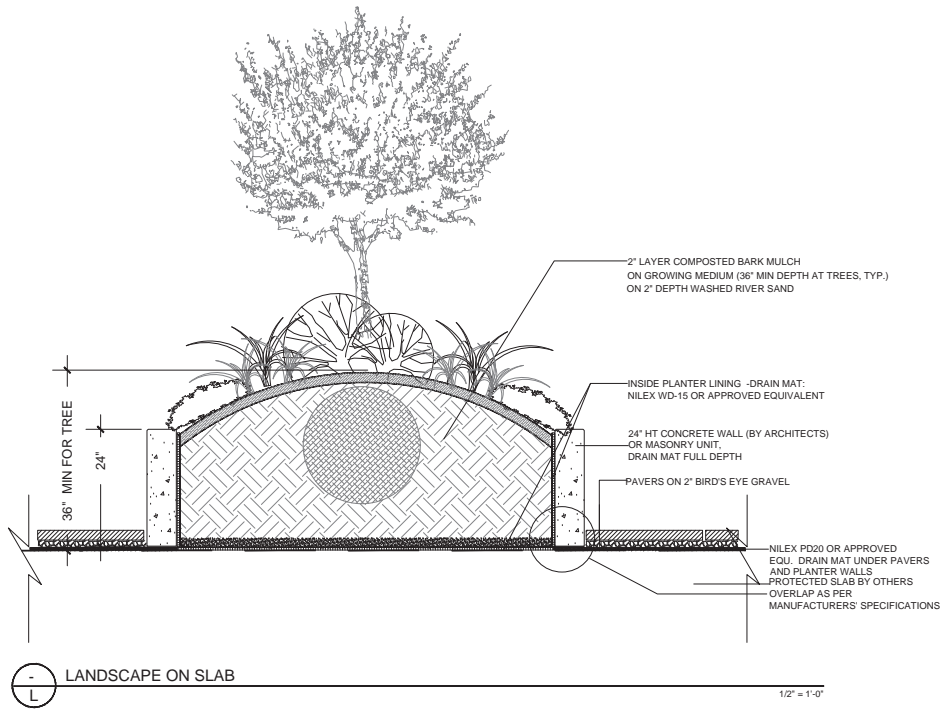 2" LAYER COMPOSTED BARK MULCH
ON GROWING MEDIUM (36" MIN DEPTH AT TREES, TYP.)
ON 2" DEPTH WASHED RIVER SAND
INSIDE PLANTER LINING -DRAIN MAT:
NILEX WD-15 OR APPROVED EQUIVALENT
24" HT CONCRETE WALL (BY ARCHITECTS)
OR MASONRY UNIT,
DRAIN MAT FULL DEPTH
PAVERS ON 2" BIRD'S EYE GRAVEL
36" MIN FOR TREE
24"
NILEX PD20 OR APPROVED
EQU. DRAIN MAT UNDER PAVERS
AND PLANTER WALLS
PROTECTED SLAB BY OTHERS
OVERLAP AS PER
MANUFACTURERS' SPECIFICATIONS
-
L
LANDSCAPE ON SLAB
1/2" = 1'-0"